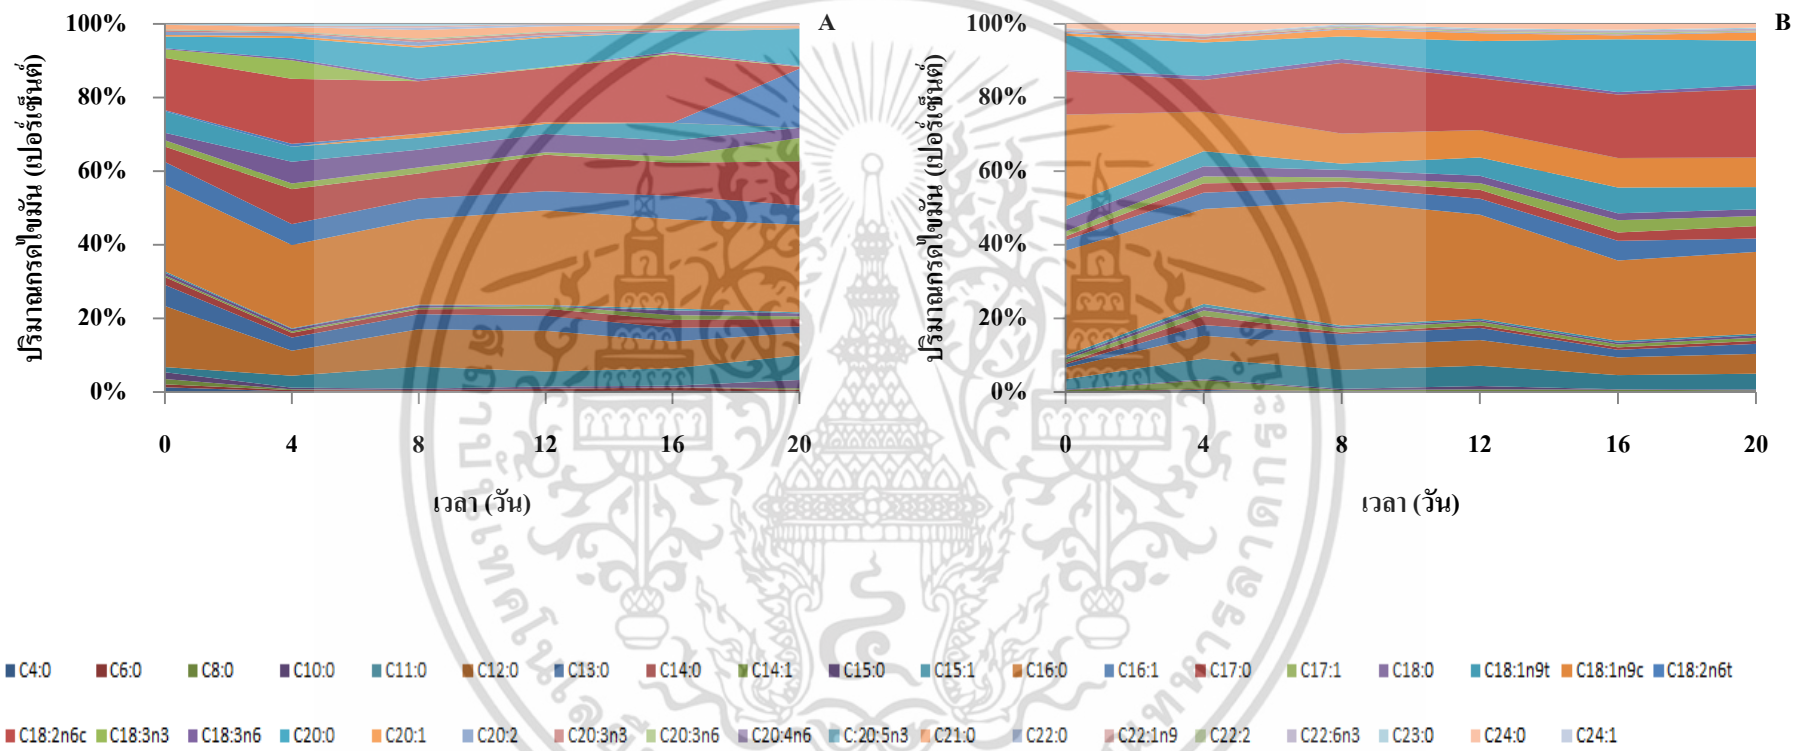 100%
80%
60%
40%
20%
0%
ปริมาณกรดไขมัน (เปอร์เซ็นต์)
0 4 8 12 16 20
เวลา (วัน)
A
100%
80%
60%
40%
20%
0%
ปริมาณกรดไขมัน (เปอร์เซ็นต์)
0 4 8 12 16 20
เวลา (วัน)
B
C4:0 C6:0 C8:0 C10:0 C11:0 C12:0 C13:0 C14:0 C14:1 C15:0 C15:1 C16:0 C16:1 C17:0 C17:1 C18:0 C18:1n9t C18:1n9c C18:2n6t
C18:2n6c C18:3n3 C18:3n6 C20:0 C20:1 C20:2 C20:3n3 C20:3n6 C20:4n6 C20:5n3 C21:0 C22:0 C22:1n9 C22:2 C22:6n3 C23:0 C24:0 C24:1